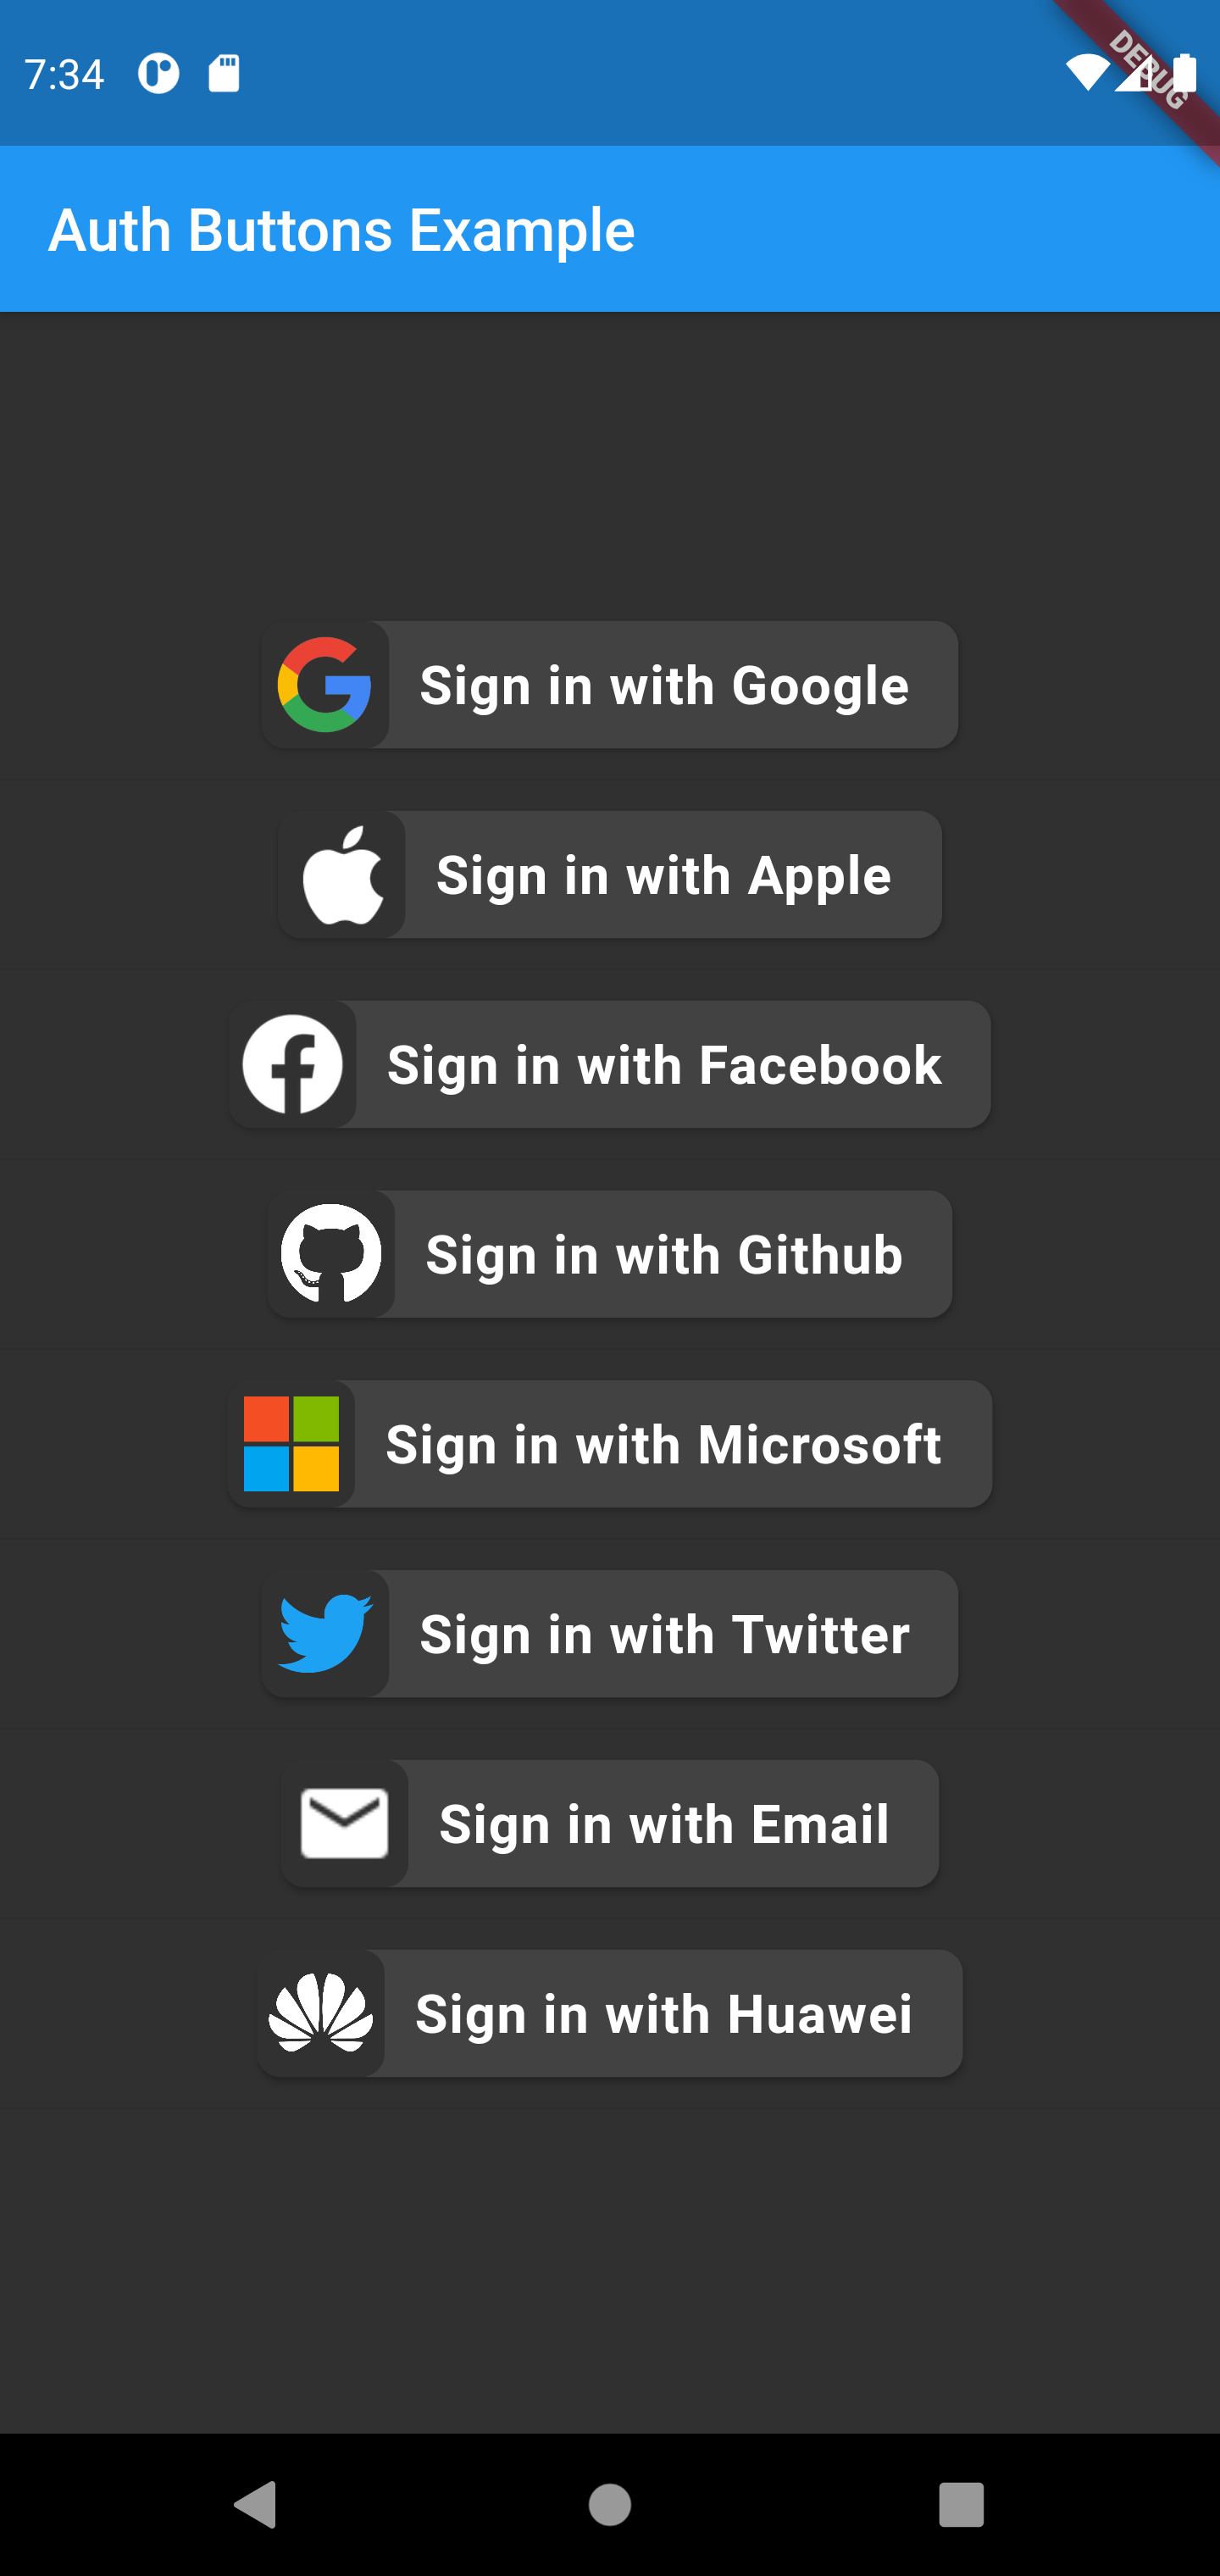 7:34
DEBUG
Auth Buttons Example
Sign in with Google
Sign in with Apple
Sign in with Facebook
Sign in with Github
Sign in with Microsoft
Sign in with Twitter
Sign in with Email
Sign in with Huawei